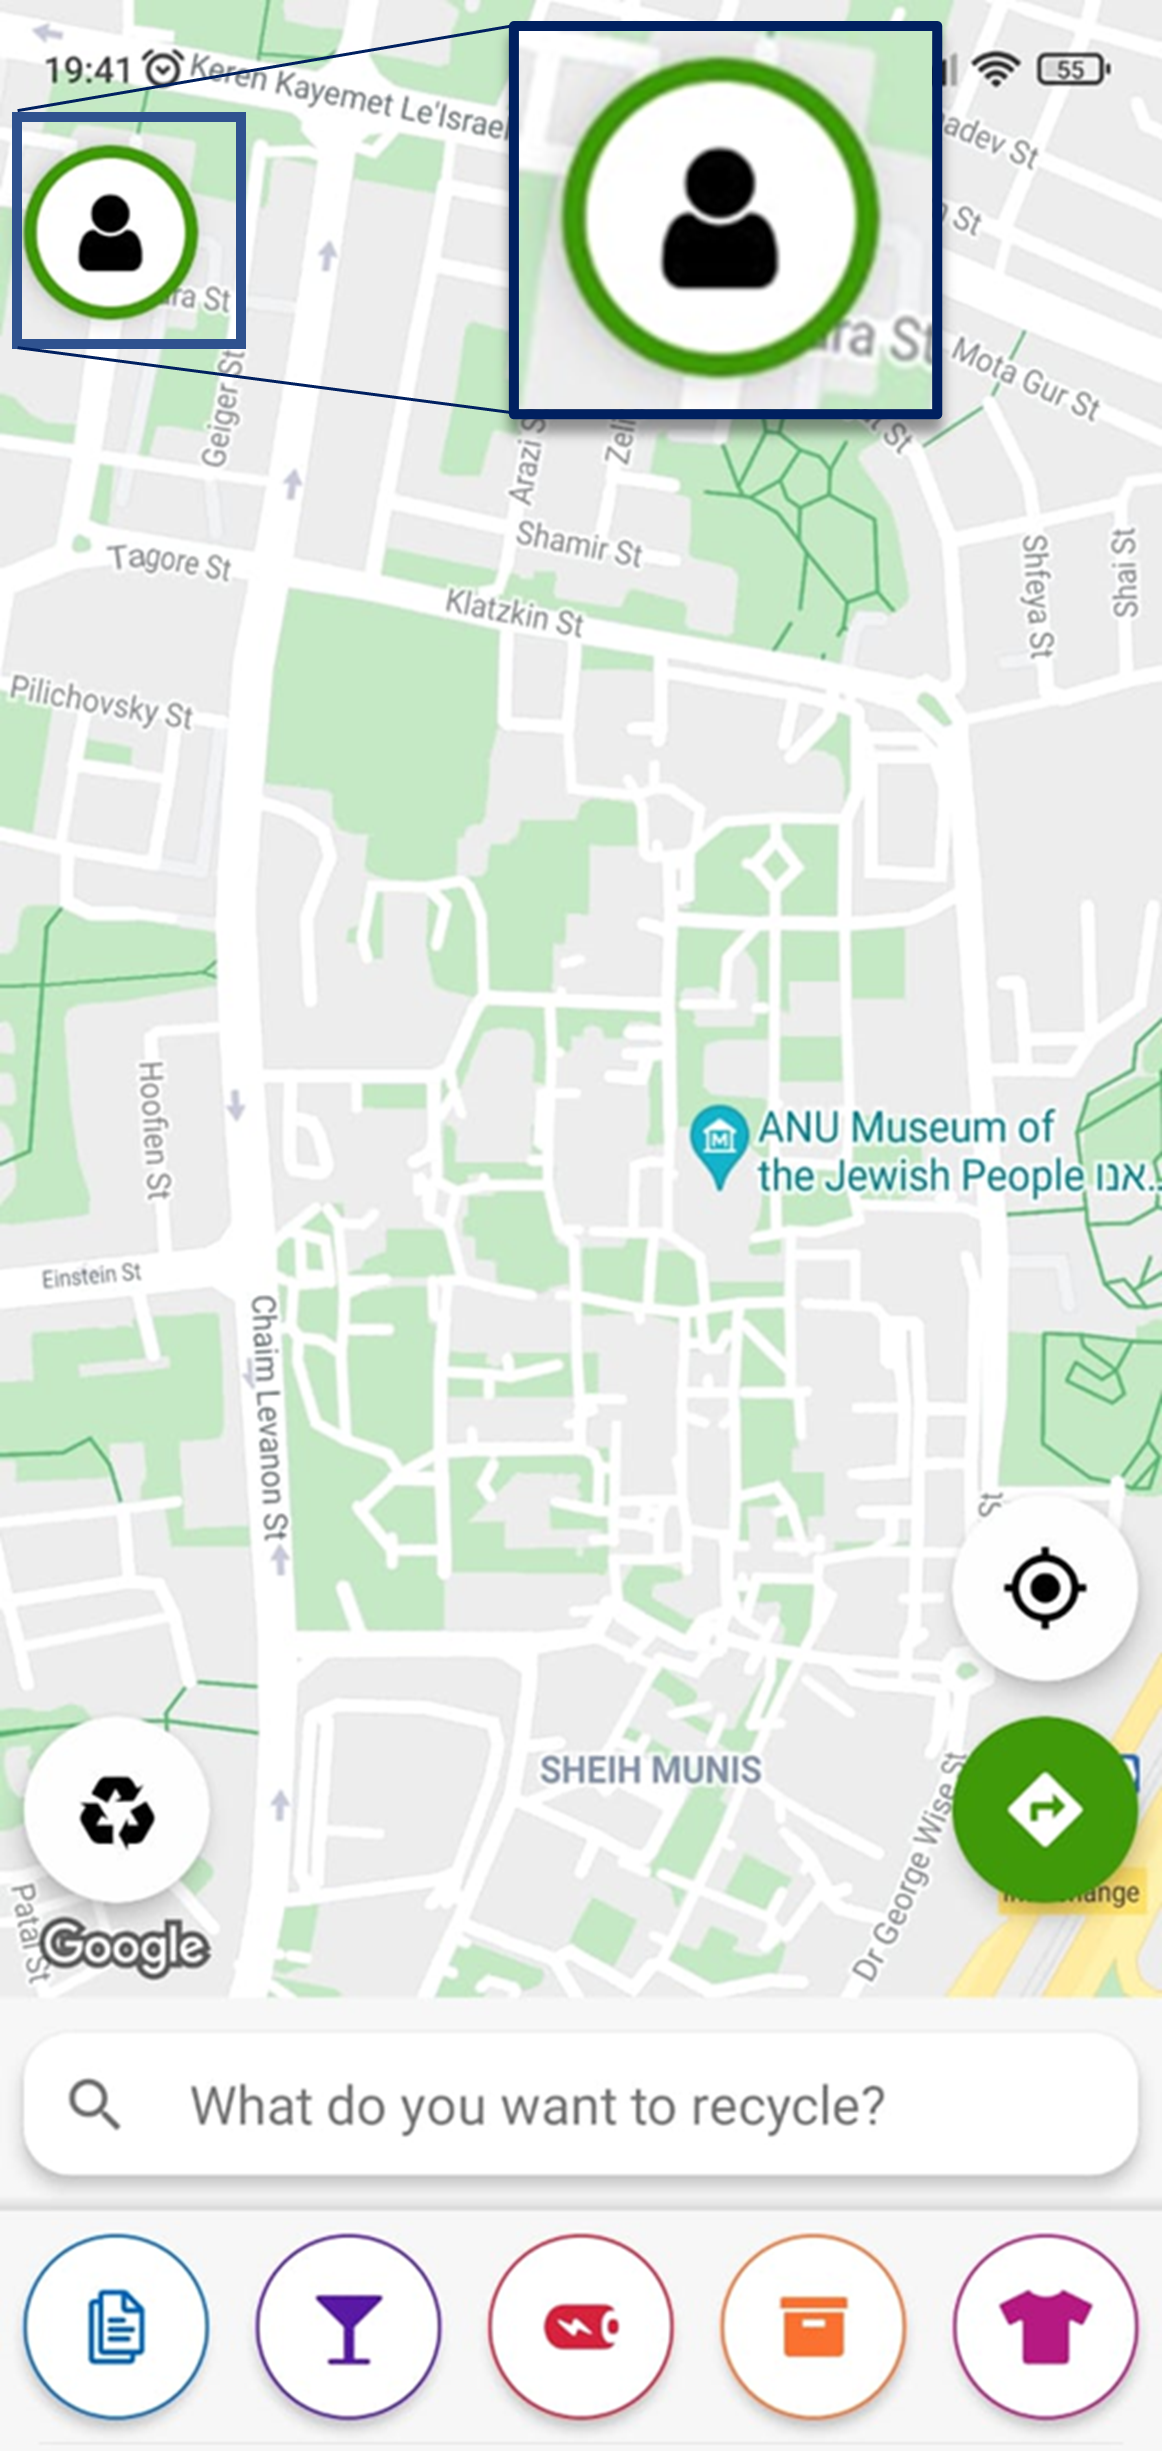 19:41
55
Keren Kayemet Le'Israel
adev St
St
ra St
ra St
Mota Gur St
St
Geiger St
Arazi S
Zeli
Shamir St
Tagore St
Klatzkin St
Shfeya St
Shai St
Pilichovsky St
Hoofien St
ANU Museum of
the Jewish People אנו...
Einstein St
Chaim Levanon St
St
SHEIH MUNIS
Dr George Wise St
ange
Patai St
Google
What do you want to recycle?